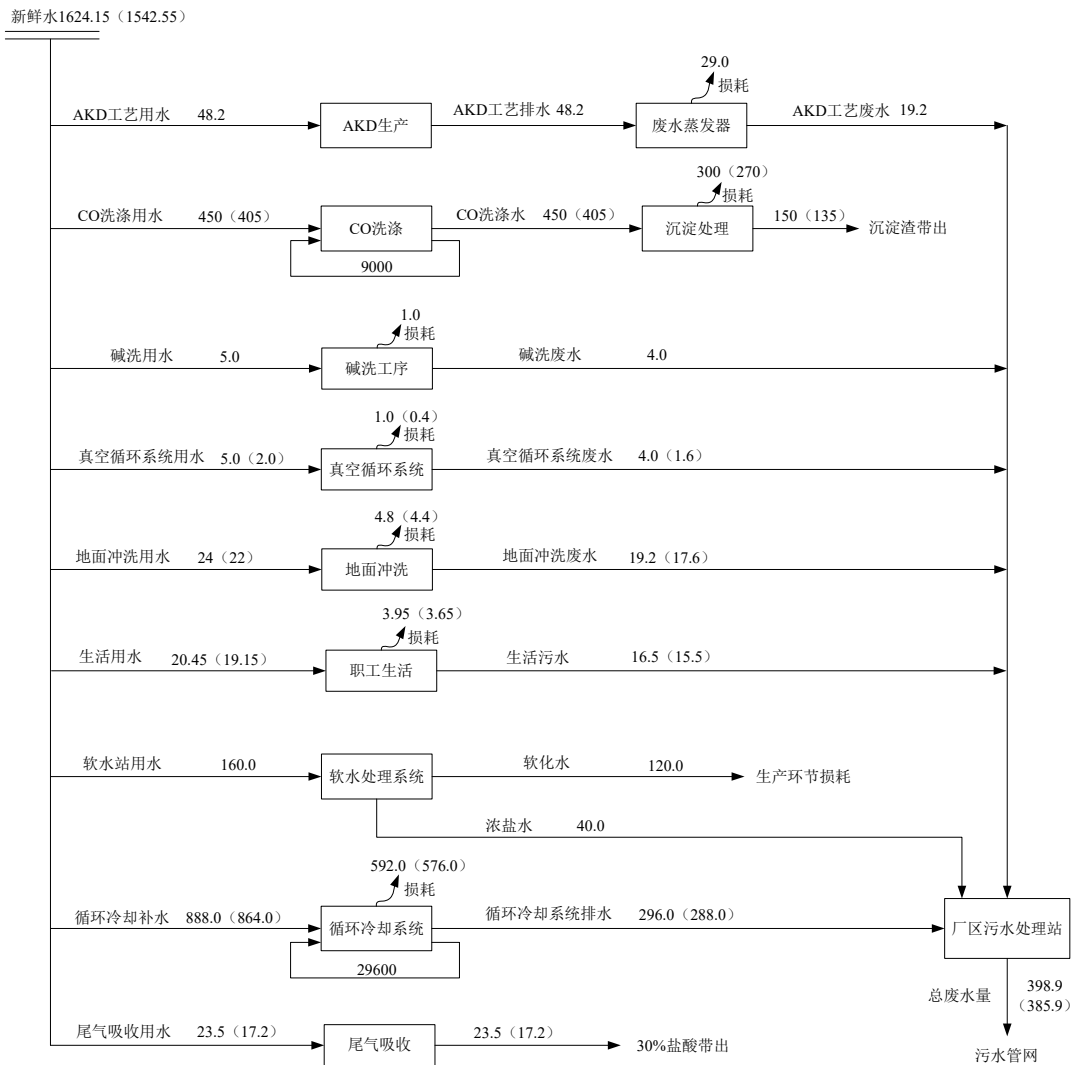 新鲜水1624.15（1542.55）
29.0
损耗
AKD工艺用水 48.2
AKD生产
AKD工艺排水 48.2
废水蒸发器
AKD工艺废水 19.2
300（270）
损耗
CO洗涤用水 450（405）
CO洗涤
CO洗涤水 450（405）
沉淀处理
150（135）
沉淀渣带出
9000
1.0
损耗
碱洗用水 5.0
碱洗工序
碱洗废水 4.0
1.0（0.4）
损耗
真空循环系统用水 5.0（2.0）
真空循环系统
真空循环系统废水 4.0（1.6）
4.8（4.4）
损耗
地面冲洗用水 24（22）
地面冲洗
地面冲洗废水 19.2（17.6）
3.95（3.65）
损耗
生活用水 20.45（19.15）
职工生活
生活污水 16.5（15.5）
软水站用水 160.0
软水处理系统
软化水 120.0
生产环节损耗
浓盐水 40.0
592.0（576.0）
损耗
循环冷却补水 888.0（864.0）
循环冷却系统
循环冷却系统排水 296.0（288.0）
厂区污水处理站
29600
总废水量 398.9
（385.9）
尾气吸收用水 23.5（17.2）
尾气吸收
23.5（17.2）
30%盐酸带出
污水管网